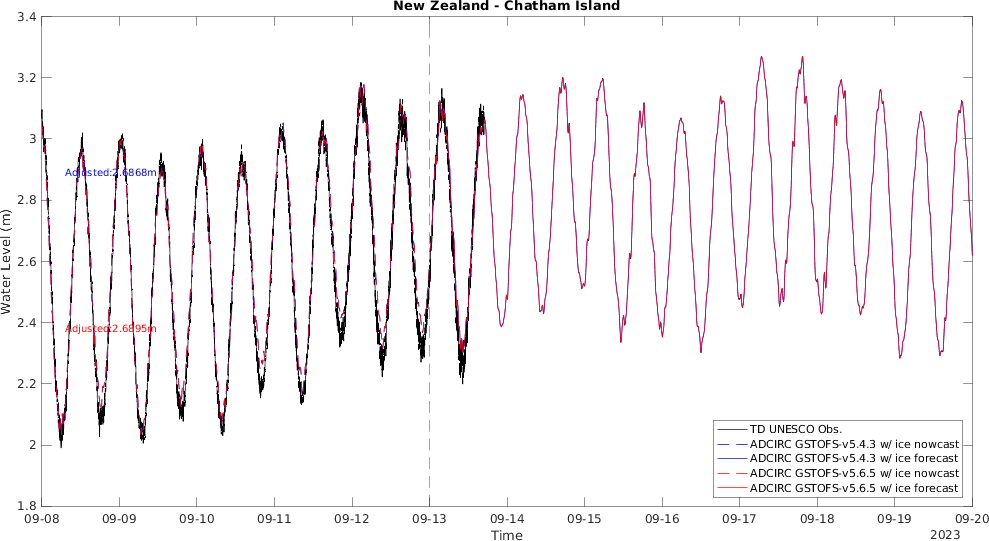 New Zealand - Chatham Island
3.4
3.2
3
2.8
2.6
2.4
2.2
2
1.8
Water Level (m)
Adjusted:2.6868m
Adjusted:2.6895m
TD UNESCO Obs.
ADCIRC GSTOFS-v5.4.3 w/ ice nowcast
ADCIRC GSTOFS-v5.4.3 w/ ice forecast
ADCIRC GSTOFS-v5.6.5 w/ ice nowcast
ADCIRC GSTOFS-v5.6.5 w/ ice forecast
09-08 09-09 09-10 09-11 09-12 09-13 09-14 09-15 09-16 09-17 09-18 09-19 09-20
Time
2023